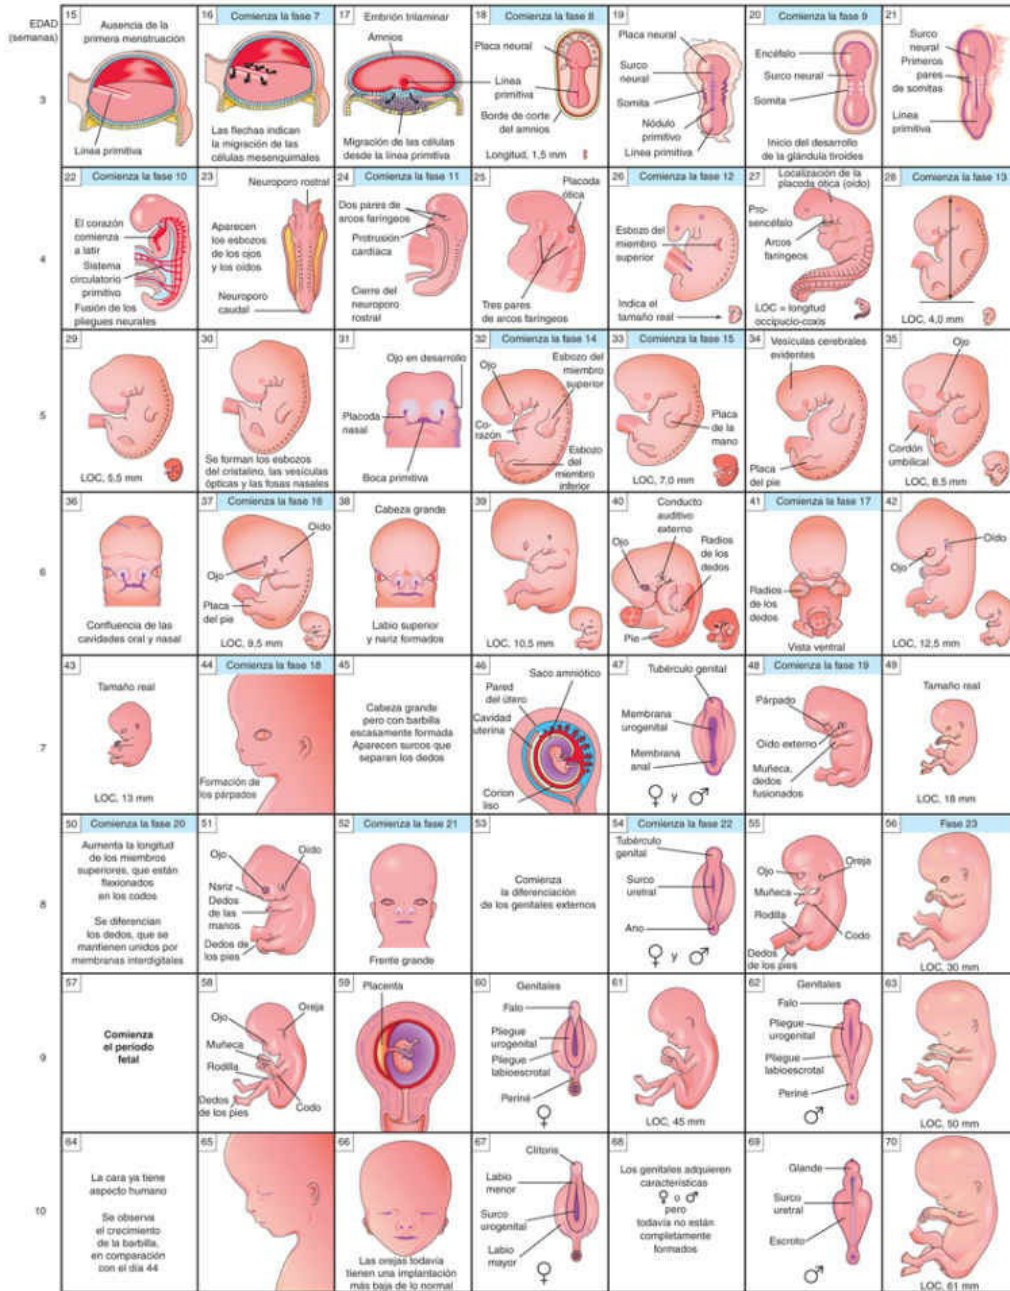 EDAD
(semanas)
15
Ausencia de la
primera menstruación
Línea primitiva
16
Comienza la fase 7
Las flechas indican
la migración de las
células mesenquimales
17
Embrión trilaminar
Amnios
Migración de las células
desde la línea primitiva
18
Comienza la fase 8
Placa neural
Línea
primitiva
Borde de corte
del amnios
Longitud, 1,5 mm
19
Placa neural
Surco
neural
Somita
Nódulo
primitivo
Línea primitiva
20
Comienza la fase 9
Encéfalo
Surco neural
Somita
Inicio del desarrollo
de la glándula tiroides
21
Surco
neural
Primeros
pares
de somitas
Línea
primitiva
3
22
Comienza la fase 10
El corazón
comienza
a latir
Sistema
circulatorio
primitivo
Fusión de los
pliegues neurales
23
Neuroporo rostral
Aparecen
los esbozos
de los ojos
y los oídos
Neuroporo
caudal
24
Comienza la fase 11
Dos pares de
arcos faríngeos
Protrusión
cardíaca
Cierre del
neuroporo
rostral
25
Placoda
ótica
Tres pares
de arcos faríngeos
26
Comienza la fase 12
Esbozo del
miembro
superior
Indica el
tamaño real
27
Localización de la
placoda ótica (oído)
Pro-
sencéfalo
Arcos
faríngeos
LOC = longitud
occipucio-coxis
28
Comienza la fase 13
LOC, 4,0 mm
4
29
LOC, 5,5 mm
30
Se forman los esbozos
del cristalino, las vesículas
ópticas y las fosas nasales
31
Ojo en desarrollo
Placoda
nasal
Boca primitiva
32
Comienza la fase 14
Ojo
Esbozo del
miembro
superior
Co-
razón
Esbozo
del
miembro
inferior
33
Comienza la fase 15
Placa
de la
mano
LOC, 7,0 mm
34
Vesículas cerebrales
evidentes
Placa
del pie
35
Ojo
Cordón
umbilical
LOC, 8,5 mm
5
36
Confluencia de las
cavidades oral y nasal
37
Comienza la fase 16
Oído
Ojo
Placa
del pie
LOC, 9,5 mm
38
Cabeza grande
Labio superior
y nariz formados
39
LOC, 10,5 mm
40
Conducto
auditivo
externo
Ojo
Radios
de los
dedos
Pie
41
Comienza la fase 17
Radios
de los
dedos
Vista ventral
42
Oído
Ojo
LOC, 12,5 mm
6
43
Tamaño real
LOC, 13 mm
44
Comienza la fase 18
Formación de
los párpados
45
Cabeza grande
pero con barbilla
escasamente formada
Aparecen surcos que
separan los dedos
46
Saco amniótico
Pared
del útero
Cavidad
uterina
Corion
liso
47
Tubérculo genital
Membrana
urogenital
Membrana
anal
♀ y ♂
48
Comienza la fase 19
Párpado
Oído externo
Muñeca,
dedos
fusionados
49
Tamaño real
LOC, 18 mm
7
50
Comienza la fase 20
Aumenta la longitud
de los miembros
superiores, que están
flexionados
en los codos
Se diferencian
los dedos, que se
mantienen unidos por
membranas interdigitales
51
Ojo
Oído
Nariz
Dedos
de las
manos
Dedos de
los pies
52
Comienza la fase 21
Frente grande
53
Comienza
la diferenciación
de los genitales externos
54
Comienza la fase 22
Tubérculo
genital
Surco
uretral
Ano
♀ y ♂
55
Ojo
Oreja
Muñeca
Rodilla
Codo
Dedos
de los pies
56
Fase 23
LOC, 30 mm
8
57
Comienza
el período
fetal
58
Oreja
Ojo
Muñeca
Rodilla
Dedos
de los pies
Codo
59
Placenta
60
Genitales
Falo
Pliegue
urogenital
Pliegue
labioescrotal
Periné
♀
61
LOC, 45 mm
62
Genitales
Falo
Pliegue
urogenital
Pliegue
labioescrotal
Periné
♂
63
LOC, 50 mm
9
64
La cara ya tiene
aspecto humano
Se observa
el crecimiento
de la barbilla,
en comparación
con el día 44
65
66
Las orejas todavía
tienen una implantación
más baja de lo normal
67
Clítoris
Labio
menor
Surco
urogenital
Labio
mayor
♀
68
Los genitales adquieren
características
♀ o ♂
pero
todavía no están
completamente
formados
69
Glande
Surco
uretral
Escroto
♂
70
LOC, 61 mm
10